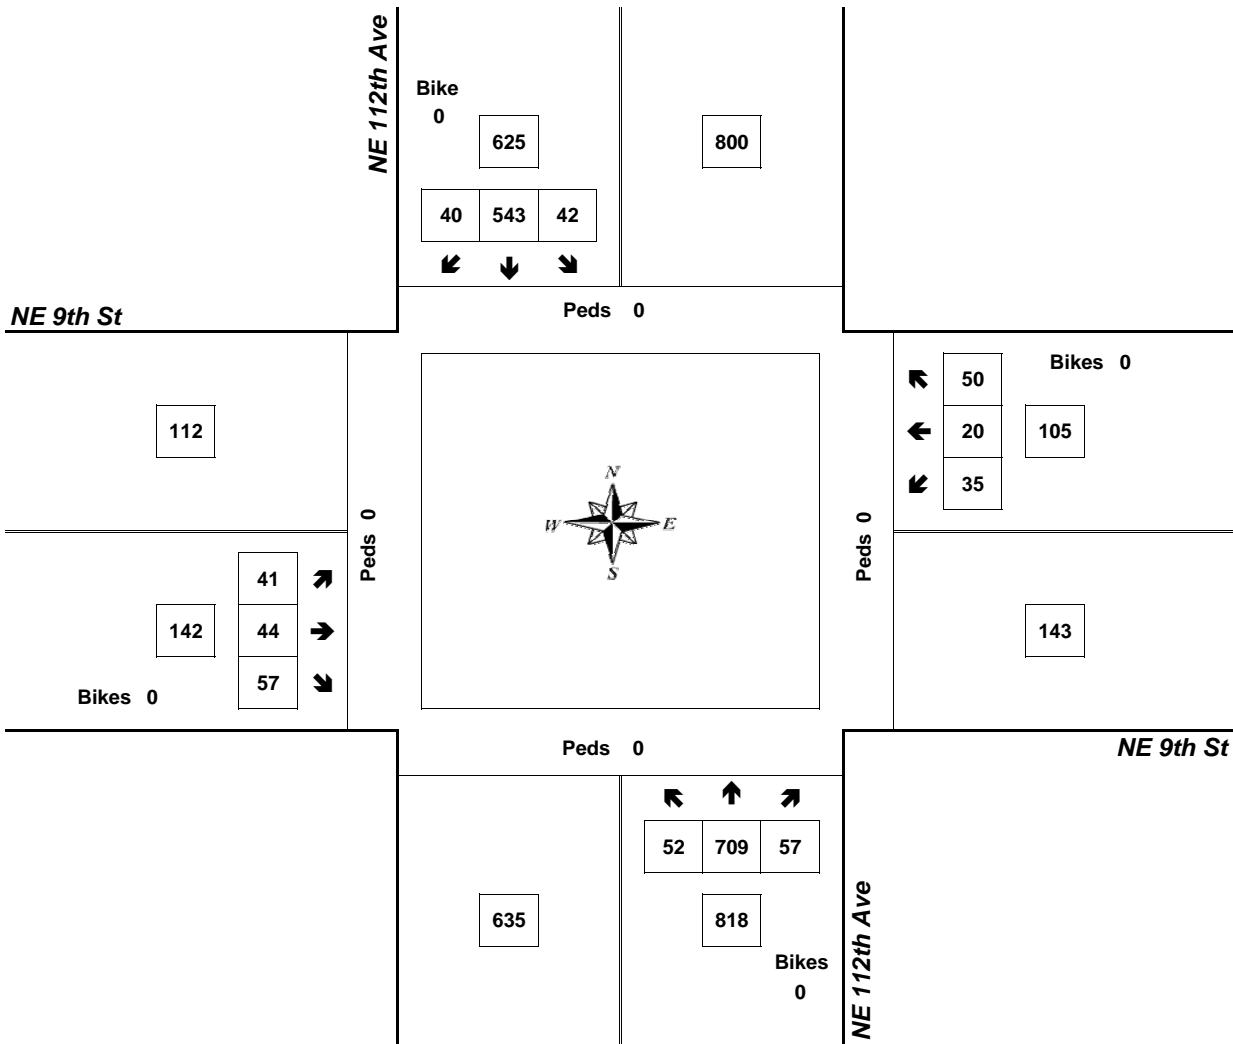 NE 112th Ave
Bike
0
625
800
40 543 42
Peds 0
NE 9th St
50
Bikes 0
112
20
105
35
N
W E
S
Peds 0
Peds 0
41
142
44
143
57
Bikes 0
Peds 0
NE 9th St
52 709 57
635
818
Bikes
0
NE 112th Ave